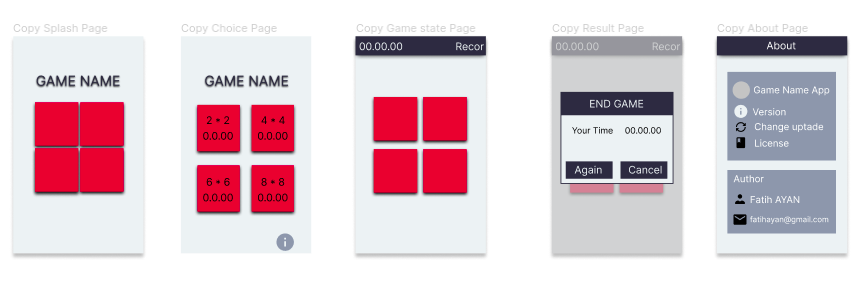 Copy Splash Page
GAME NAME
Copy Choice Page
GAME NAME
2 * 2
0.0.00
4 * 4
0.0.00
6 * 6
0.0.00
8 * 8
0.0.00
Copy Game state Page
00.00.00 Recor
Copy Result Page
00.00.00 Recor
END GAME
Your Time 00.00.00
Again Cancel
Copy About Page
About
Game Name App
Version
Change uptade
License
Author
Fatih AYAN
fatihayan@gmail.com